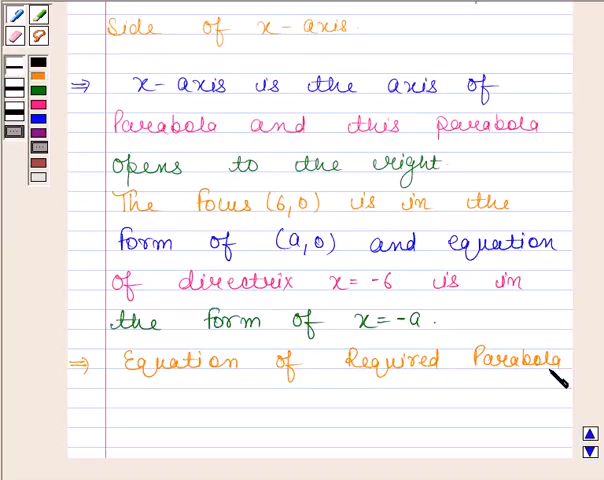 Side of x-axis.
⇒ x-axis is the axis of
Parabola and this parabola
opens to the right.
The focus (6,0) is in the
form of (a,0) and equation
of directrix x=-6 is in
the form of x=-a.
⇒ Equation of Required Parabola